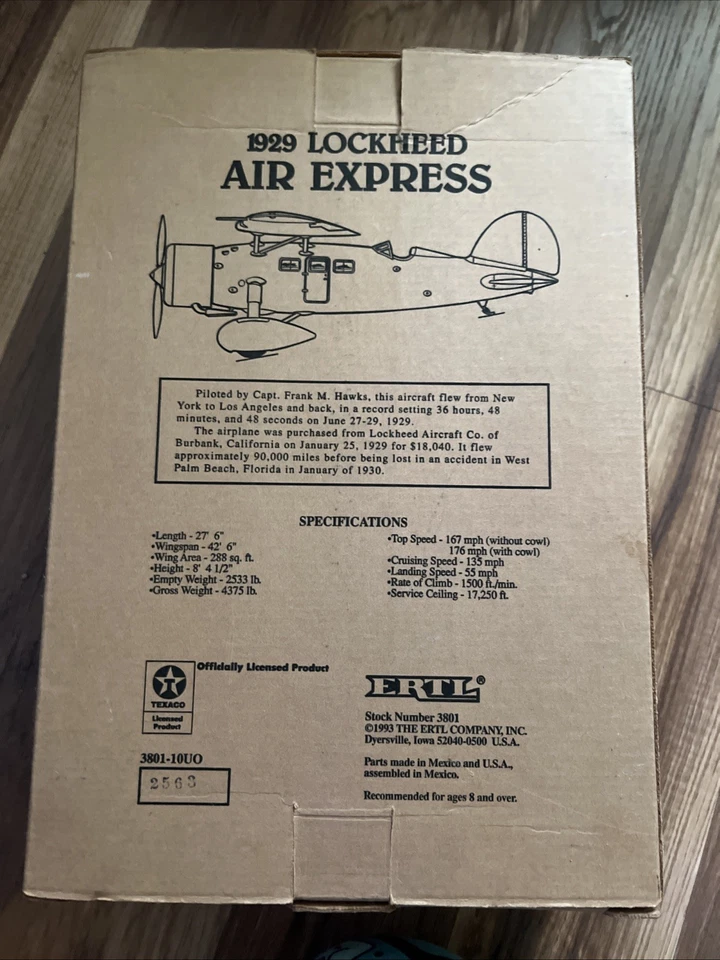 1929 LOCKHEED
AIR EXPRESS
Piloted by Capt. Frank M. Hawks, this aircraft flew from New
York to Los Angeles and back, in a record setting 36 hours, 48
minutes, and 48 seconds on June 27-29, 1929.
The airplane was purchased from Lockheed Aircraft Co. of
Burbank, California on January 25, 1929 for $18,040. It flew
approximately 90,000 miles before being lost in an accident in West
Palm Beach, Florida in January of 1930.
SPECIFICATIONS
•Length - 27' 6"
•Wingspan - 42' 6"
•Wing Area - 288 sq. ft.
•Height - 8' 4 1/2"
•Empty Weight - 2533 lb.
•Gross Weight - 4375 lb.
•Top Speed - 167 mph (without cowl)
176 mph (with cowl)
•Cruising Speed - 135 mph
•Landing Speed - 55 mph
•Rate of Climb - 1500 ft./min.
•Service Ceiling - 17,250 ft.
Officially Licensed Product
T
TEXACO
Licensed
Product
3801-10UO
2563
ERTL®
Stock Number 3801
©1993 THE ERTL COMPANY, INC.
Dyersville, Iowa 52040-0500 U.S.A.
Parts made in Mexico and U.S.A.,
assembled in Mexico.
Recommended for ages 8 and over.